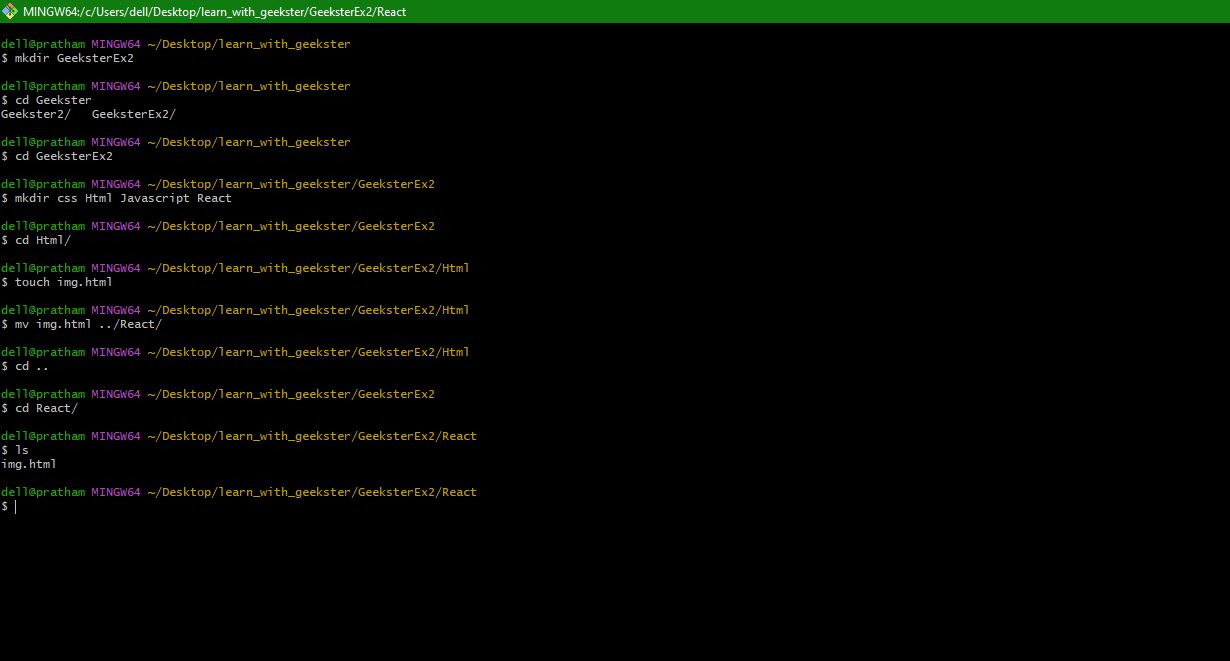 MINGW64:/c/Users/dell/Desktop/learn_with_geekster/GeeksterEx2/React
dell@pratham MINGW64 ~/Desktop/learn_with_geekster
$ mkdir GeeksterEx2
dell@pratham MINGW64 ~/Desktop/learn_with_geekster
$ cd Geekster
Geekster2/   GeeksterEx2/
dell@pratham MINGW64 ~/Desktop/learn_with_geekster
$ cd GeeksterEx2
dell@pratham MINGW64 ~/Desktop/learn_with_geekster/GeeksterEx2
$ mkdir css Html Javascript React
dell@pratham MINGW64 ~/Desktop/learn_with_geekster/GeeksterEx2
$ cd Html/
dell@pratham MINGW64 ~/Desktop/learn_with_geekster/GeeksterEx2/Html
$ touch img.html
dell@pratham MINGW64 ~/Desktop/learn_with_geekster/GeeksterEx2/Html
$ mv img.html ../React/
dell@pratham MINGW64 ~/Desktop/learn_with_geekster/GeeksterEx2/Html
$ cd ..
dell@pratham MINGW64 ~/Desktop/learn_with_geekster/GeeksterEx2
$ cd React/
dell@pratham MINGW64 ~/Desktop/learn_with_geekster/GeeksterEx2/React
$ ls
img.html
dell@pratham MINGW64 ~/Desktop/learn_with_geekster/GeeksterEx2/React
$